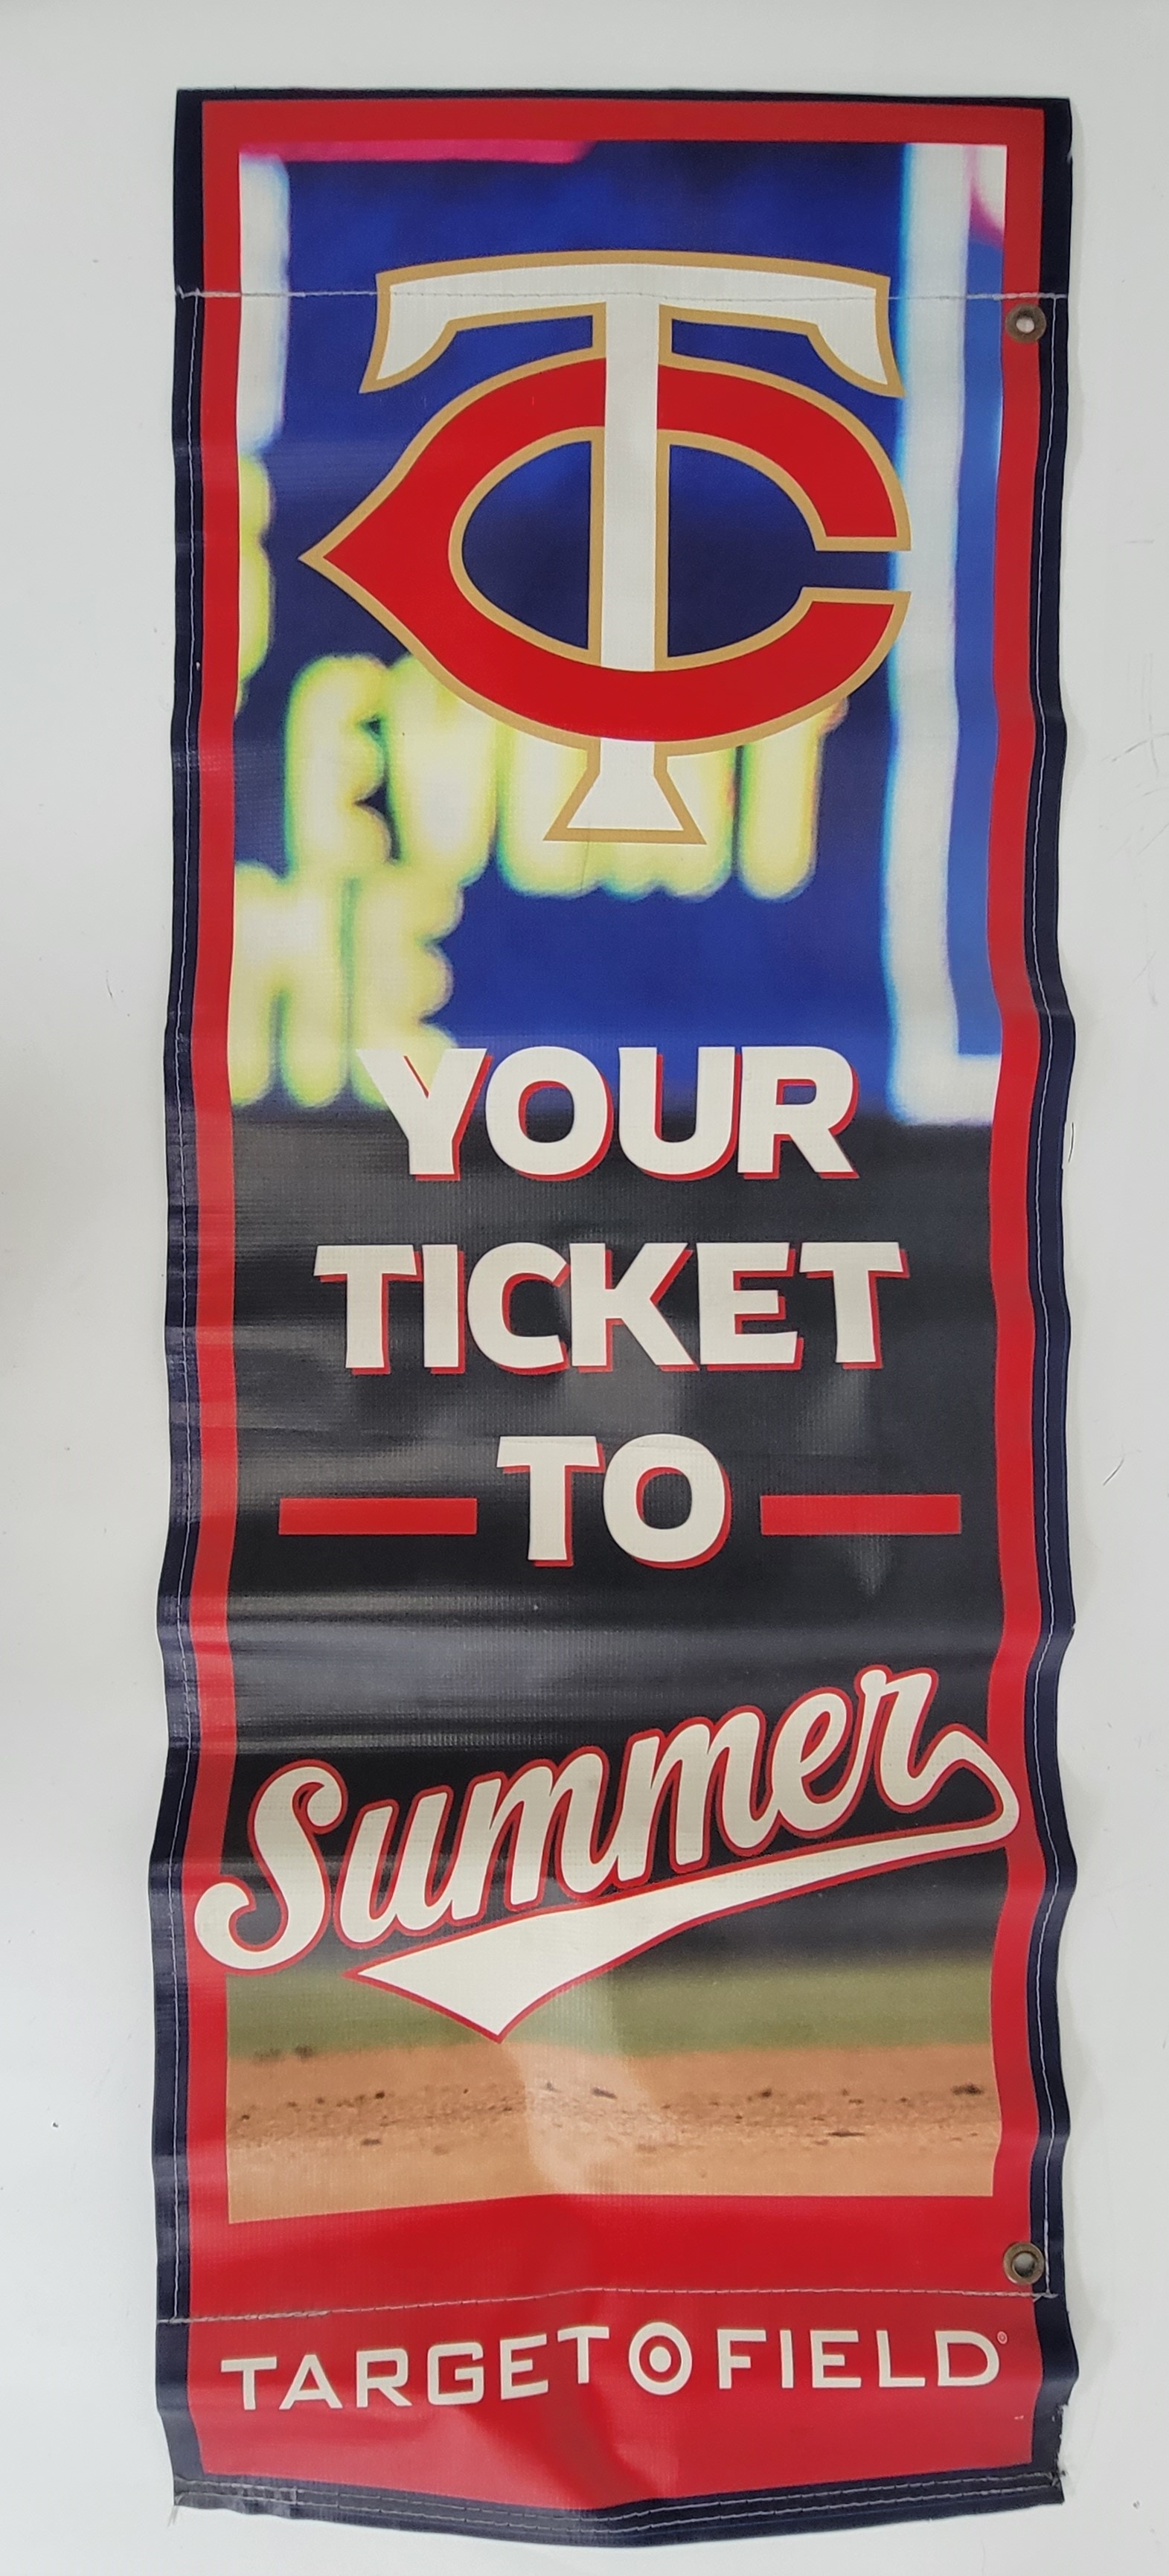 TC
YOUR
TICKET
TO
Summer
TARGET FIELD®